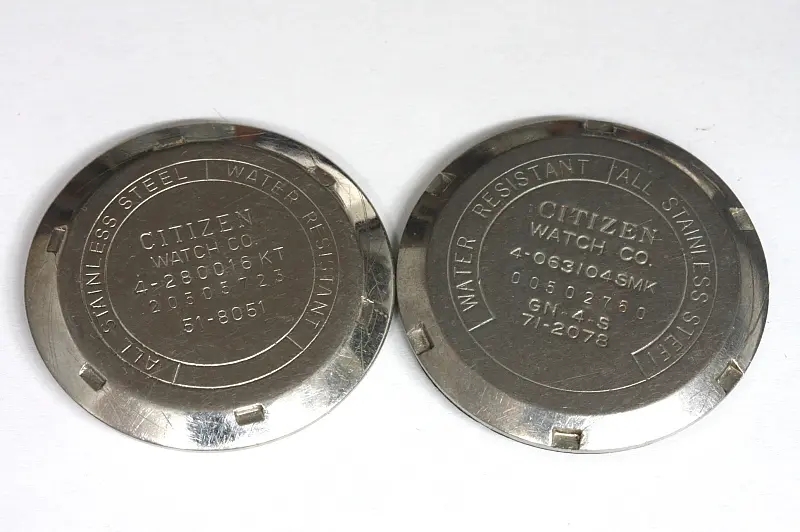 ALL STAINLESS STEEL
WATER RESISTANT
CITIZEN
WATCH CO.
4-280016 KT
20505723
51-8051
WATER RESISTANT
ALL STAINLESS STEEL
CITIZEN
WATCH CO.
4-063104SMK
00502760
GN.4.S
71-2078